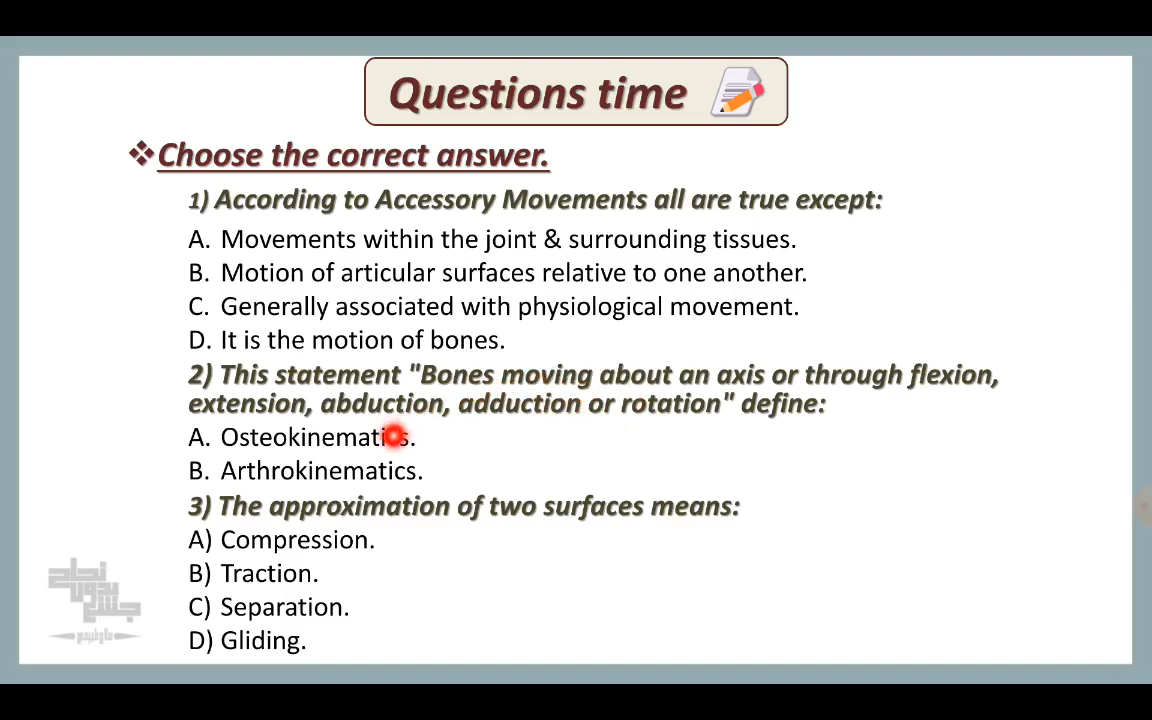 Questions time
❖Choose the correct answer.
1) According to Accessory Movements all are true except:
A. Movements within the joint & surrounding tissues.
B. Motion of articular surfaces relative to one another.
C. Generally associated with physiological movement.
D. It is the motion of bones.
2) This statement "Bones moving about an axis or through flexion,
extension, abduction, adduction or rotation" define:
A. Osteokinematics.
B. Arthrokinematics.
3) The approximation of two surfaces means:
A) Compression.
B) Traction.
C) Separation.
D) Gliding.
نجاح
بدون